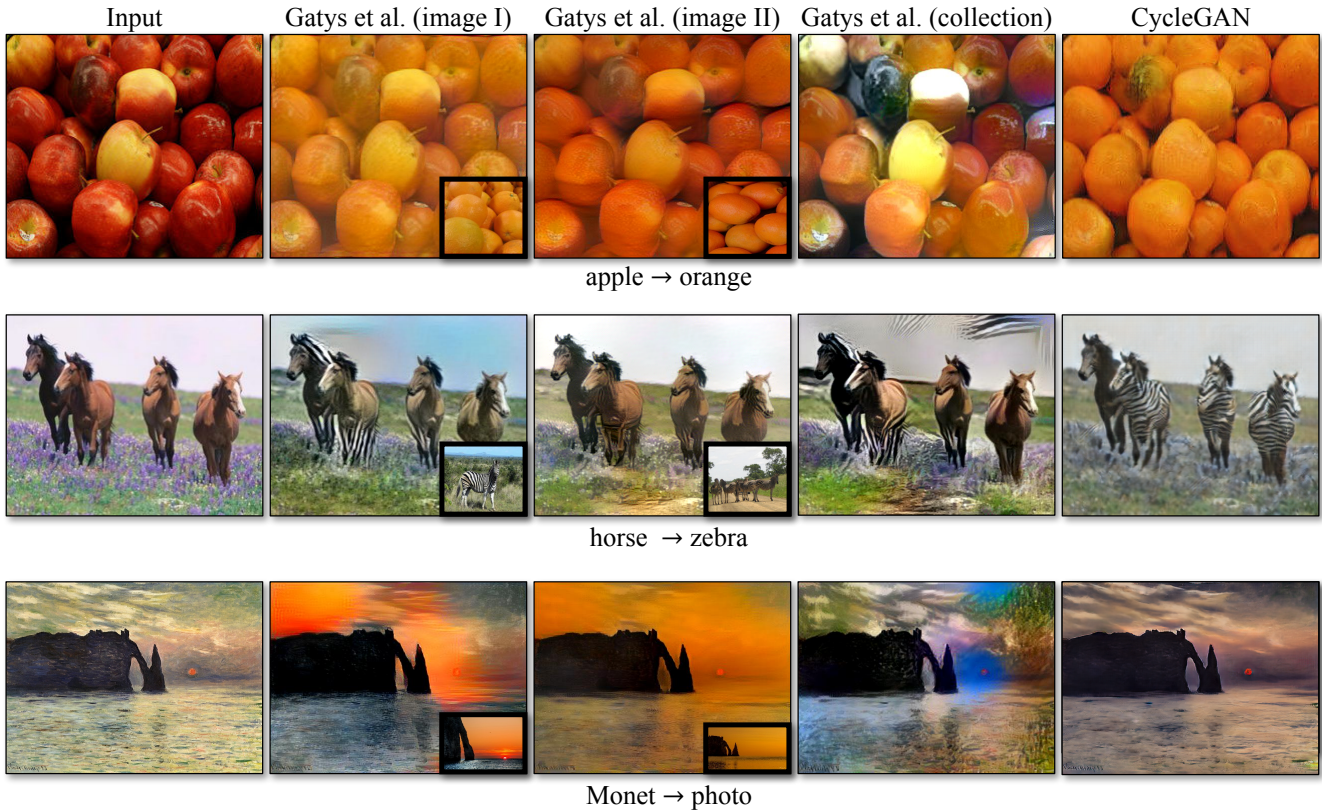 Input Gatys et al. (image I) Gatys et al. (image II) Gatys et al. (collection) CycleGAN
apple → orange
horse → zebra
Monet → photo